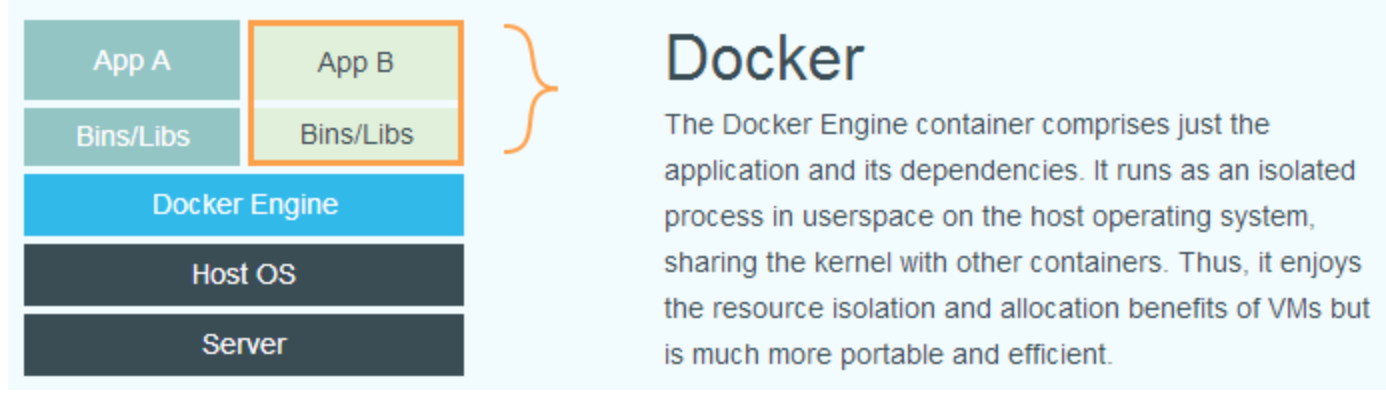 App A
App B
Bins/Libs
Bins/Libs
Docker Engine
Host OS
Server
Docker
The Docker Engine container comprises just the
application and its dependencies. It runs as an isolated
process in userspace on the host operating system,
sharing the kernel with other containers. Thus, it enjoys
the resource isolation and allocation benefits of VMs but
is much more portable and efficient.